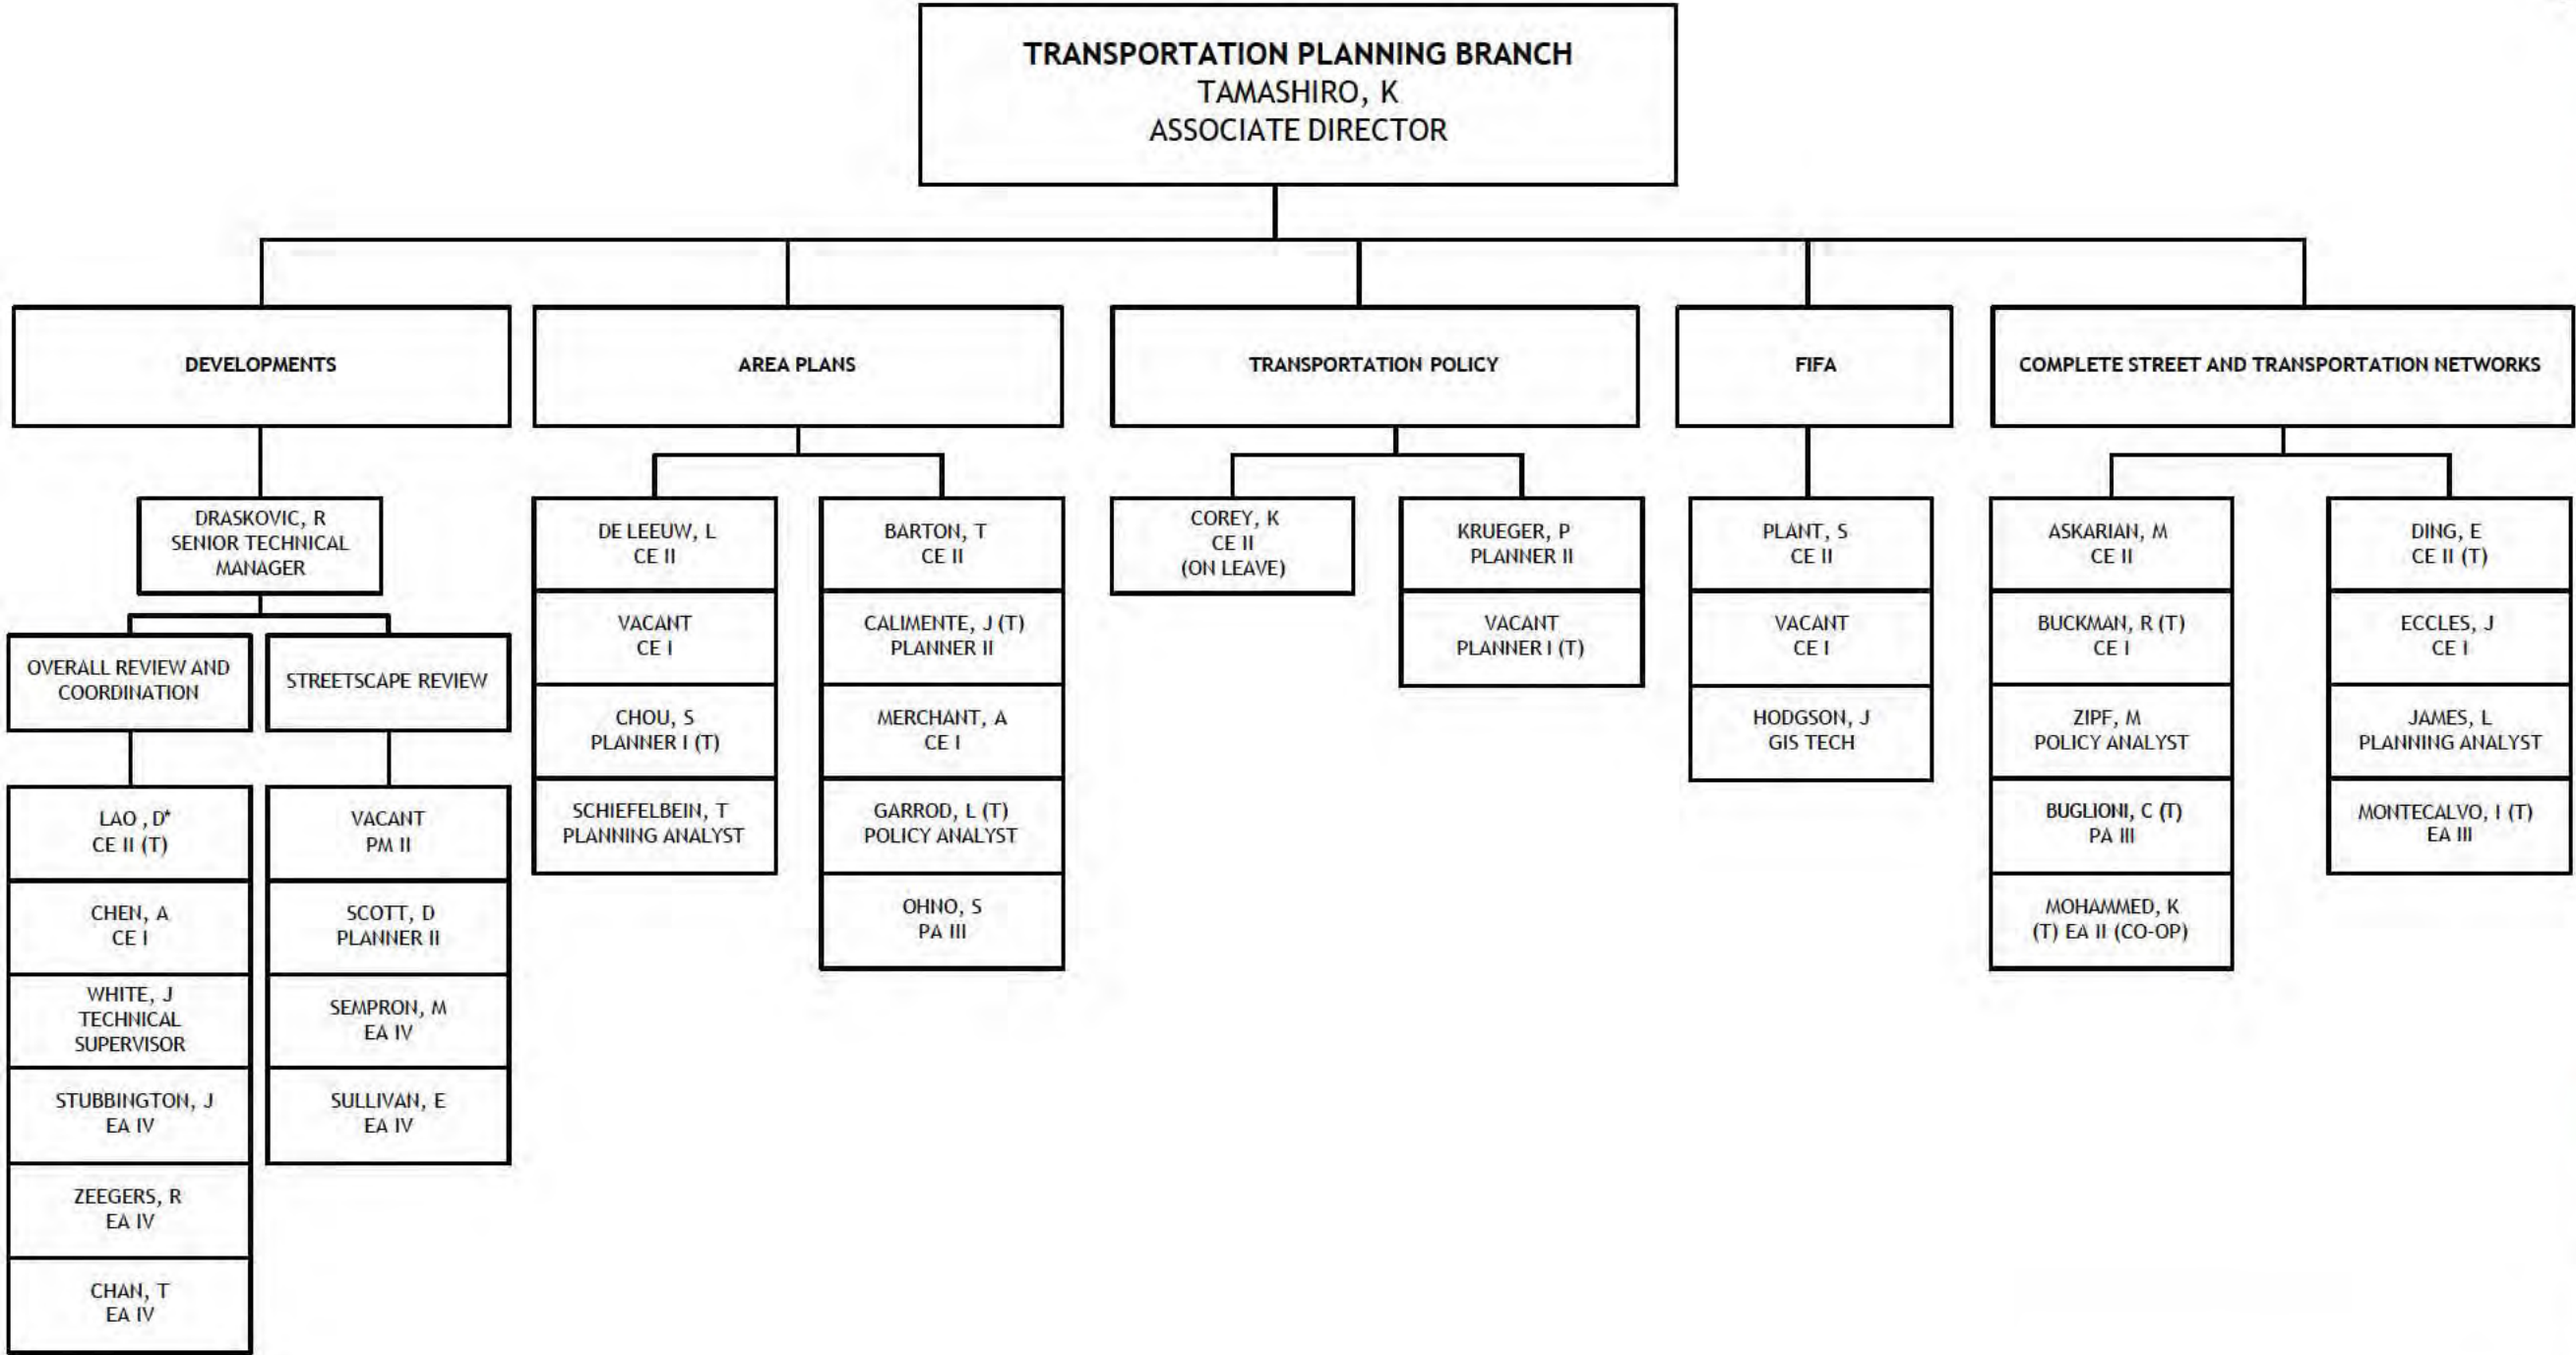 TRANSPORTATION PLANNING BRANCH
TAMASHIRO, K
ASSOCIATE DIRECTOR
DEVELOPMENTS
AREA PLANS
TRANSPORTATION POLICY
FIFA
COMPLETE STREET AND TRANSPORTATION NETWORKS
DRASKOVIC, R
SENIOR TECHNICAL
MANAGER
OVERALL REVIEW AND
COORDINATION
LAO , D*
CE II (T)
CHEN, A
CE I
WHITE, J
TECHNICAL
SUPERVISOR
STUBBINGTON, J
EA IV
ZEEGERS, R
EA IV
CHAN, T
EA IV
STREETSCAPE REVIEW
VACANT
PM II
SCOTT, D
PLANNER II
SEMPRON, M
EA IV
SULLIVAN, E
EA IV
DE LEEUW, L
CE II
VACANT
CE I
CHOU, S
PLANNER I (T)
SCHIEFELBEIN, T
PLANNING ANALYST
BARTON, T
CE II
CALIMENTE, J (T)
PLANNER II
MERCHANT, A
CE I
GARROD, L (T)
POLICY ANALYST
OHNO, S
PA III
COREY, K
CE II
(ON LEAVE)
KRUEGER, P
PLANNER II
VACANT
PLANNER I (T)
PLANT, S
CE II
VACANT
CE I
HODGSON, J
GIS TECH
ASKARIAN, M
CE II
BUCKMAN, R (T)
CE I
ZIPF, M
POLICY ANALYST
BUGLIONI, C (T)
PA III
MOHAMMED, K
(T) EA II (CO-OP)
DING, E
CE II (T)
ECCLES, J
CE I
JAMES, L
PLANNING ANALYST
MONTECALVO, I (T)
EA III